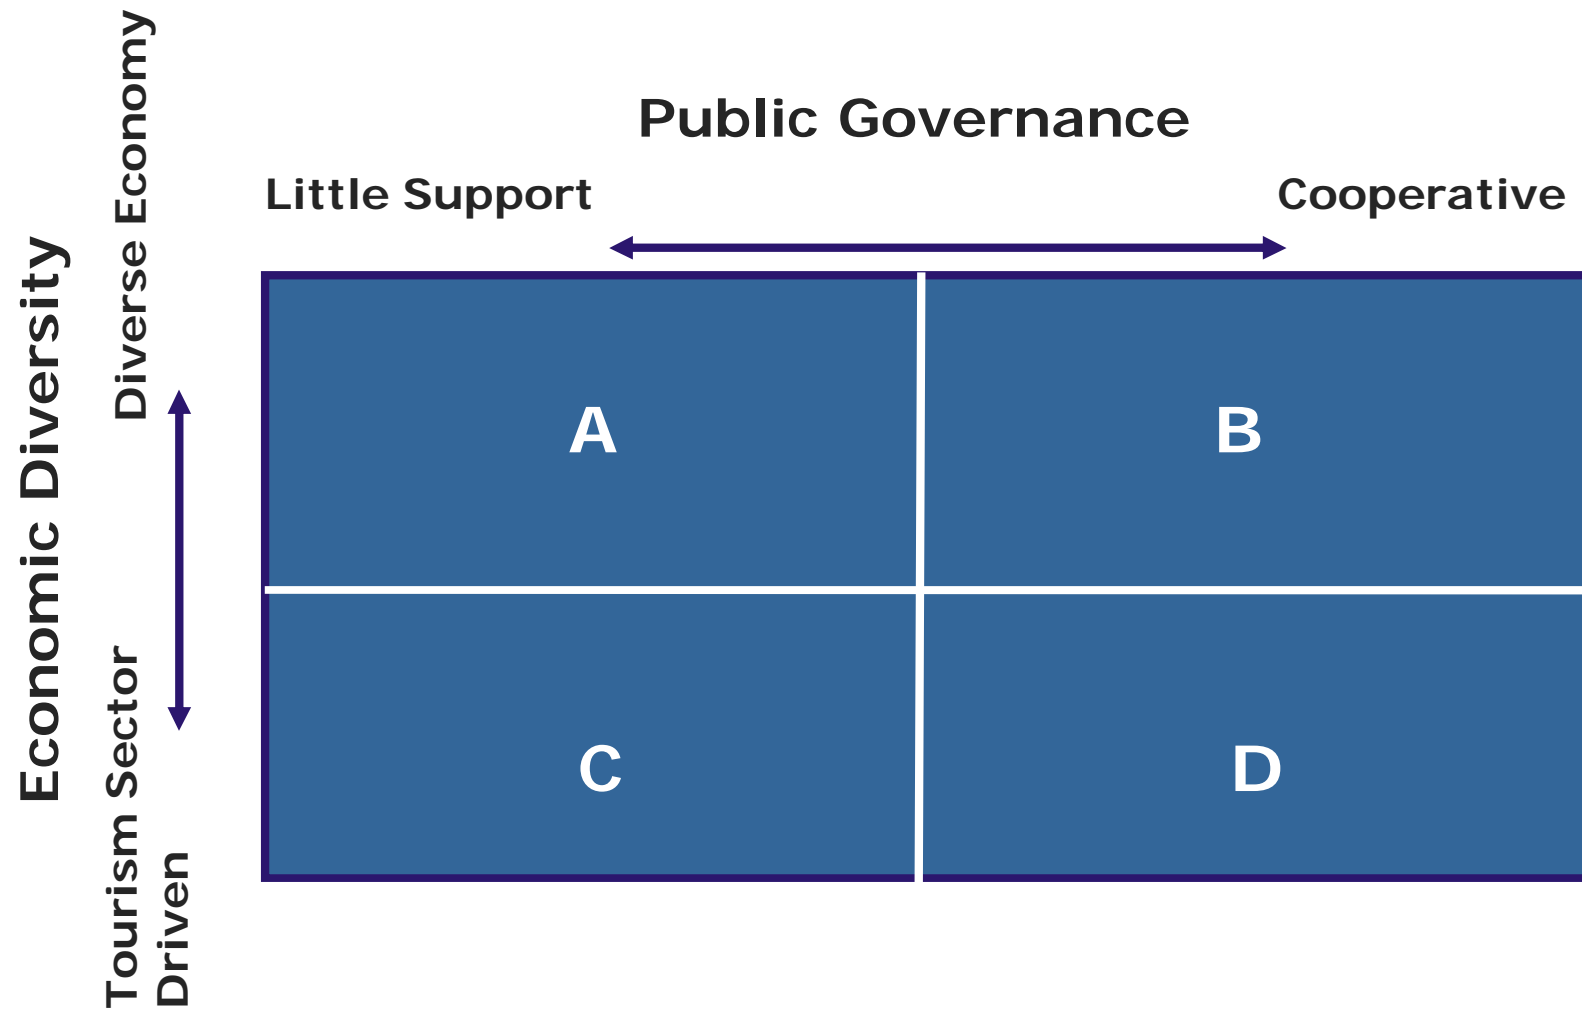 Public Governance
Little Support
Cooperative
Economic Diversity
Diverse Economy
Tourism Sector
Driven
A
B
C
D